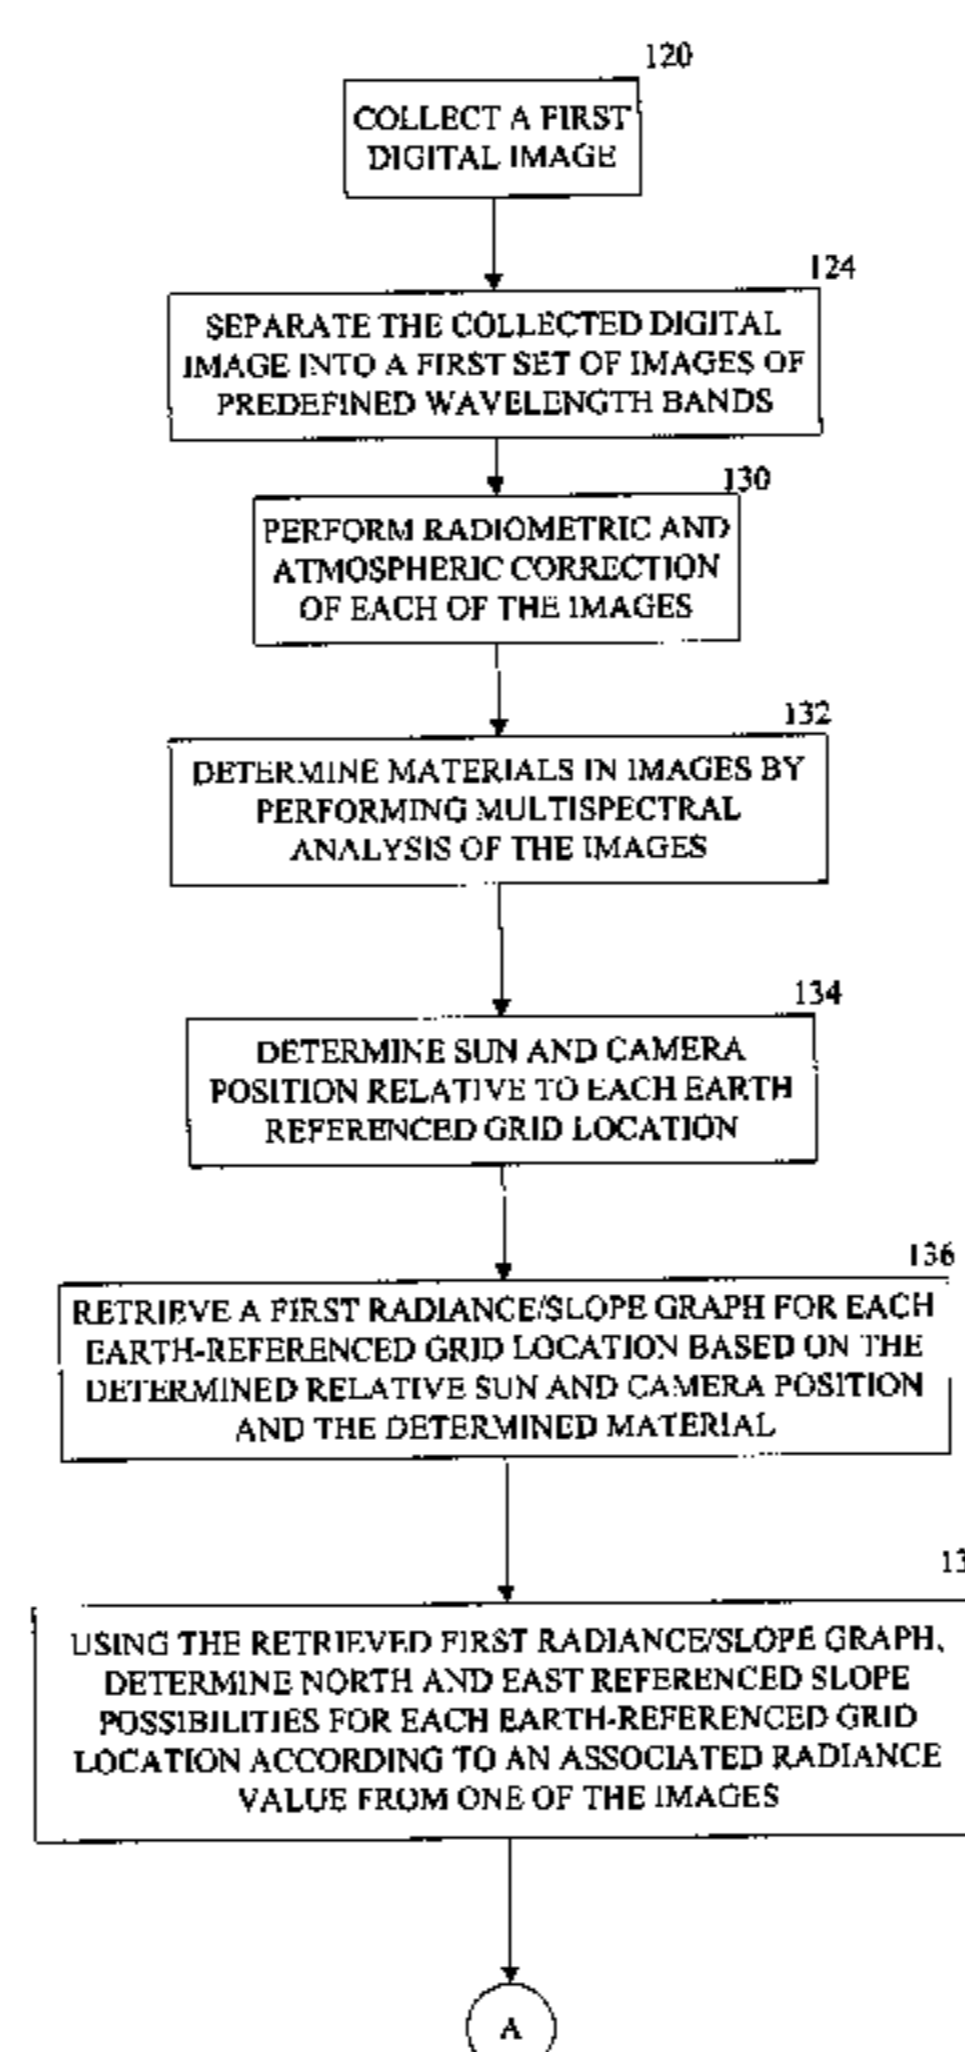 120
COLLECT A FIRST
DIGITAL IMAGE
124
SEPARATE THE COLLECTED DIGITAL
IMAGE INTO A FIRST SET OF IMAGES OF
PREDEFINED WAVELENGTH BANDS
130
PERFORM RADIOMETRIC AND
ATMOSPHERIC CORRECTION
OF EACH OF THE IMAGES
132
DETERMINE MATERIALS IN IMAGES BY
PERFORMING MULTISPECTRAL
ANALYSIS OF THE IMAGES
134
DETERMINE SUN AND CAMERA
POSITION RELATIVE TO EACH EARTH
REFERENCED GRID LOCATION
136
RETRIEVE A FIRST RADIANCE/SLOPE GRAPH FOR EACH
EARTH-REFERENCED GRID LOCATION BASED ON THE
DETERMINED RELATIVE SUN AND CAMERA POSITION
AND THE DETERMINED MATERIAL
USING THE RETRIEVED FIRST RADIANCE/SLOPE GRAPH,
DETERMINE NORTH AND EAST REFERENCED SLOPE
POSSIBILITIES FOR EACH EARTH-REFERENCED GRID
LOCATION ACCORDING TO AN ASSOCIATED RADIANCE
VALUE FROM ONE OF THE IMAGES
A